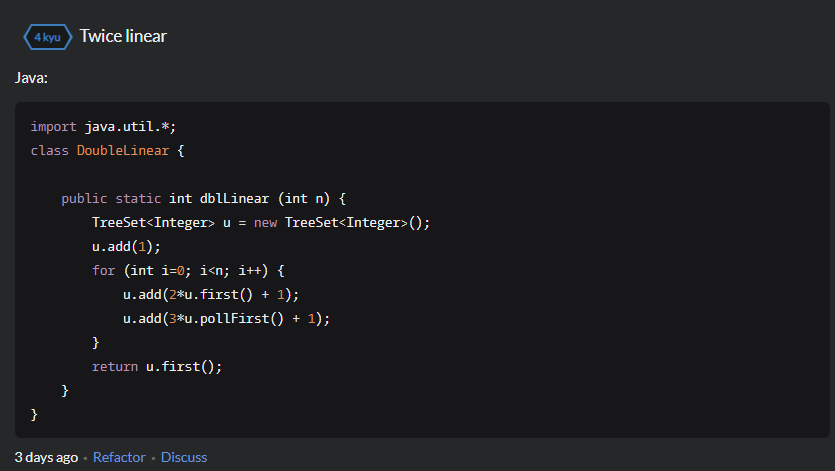 4 kyu Twice linear
Java:
import java.util.*;
class DoubleLinear {
public static int dblLinear (int n) {
TreeSet<Integer> u = new TreeSet<Integer>();
u.add(1);
for (int i=0; i<n; i++) {
u.add(2*u.first() + 1);
u.add(3*u.pollFirst() + 1);
}
return u.first();
}
}
3 days ago · Refactor · Discuss